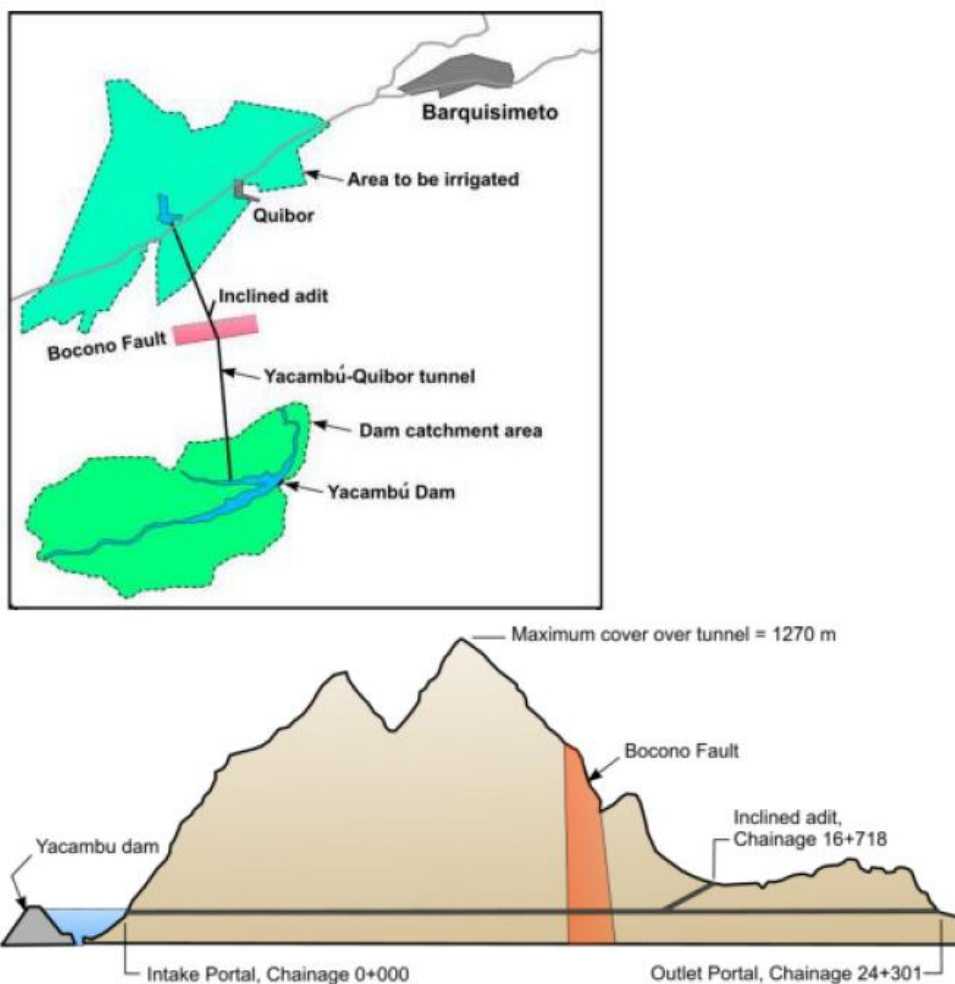 Barquisimeto
Area to be irrigated
Quibor
Inclined adit
Bocono Fault
Yacambú-Quibor tunnel
Dam catchment area
Yacambú Dam
Maximum cover over tunnel = 1270 m
Bocono Fault
Inclined adit,
Chainage 16+718
Yacambu dam
Intake Portal, Chainage 0+000
Outlet Portal, Chainage 24+301